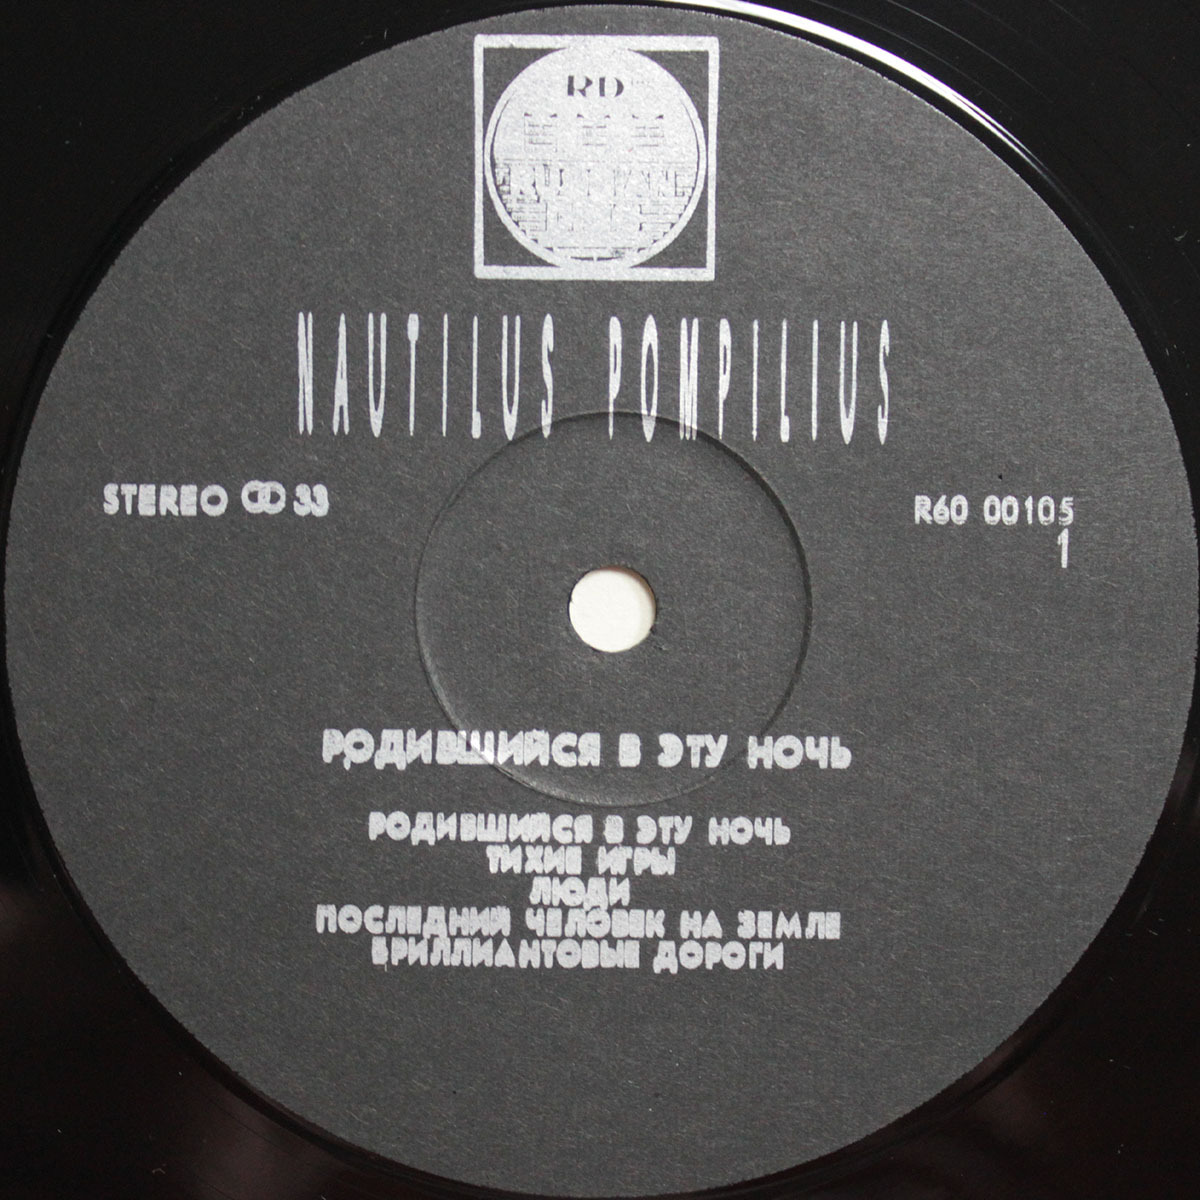 RD
NAUTILUS POMPILIUS
STEREO 33
R60 00105
1
РОДИВШИЙСЯ В ЭТУ НОЧЬ
РОДИВШИЙСЯ В ЭТУ НОЧЬ
ТИХИЕ ИГРЫ
ЛЮДИ
ПОСЛЕДНИЙ ЧЕЛОВЕК НА ЗЕМЛЕ
БРИЛЛИАНТОВЫЕ ДОРОГИ